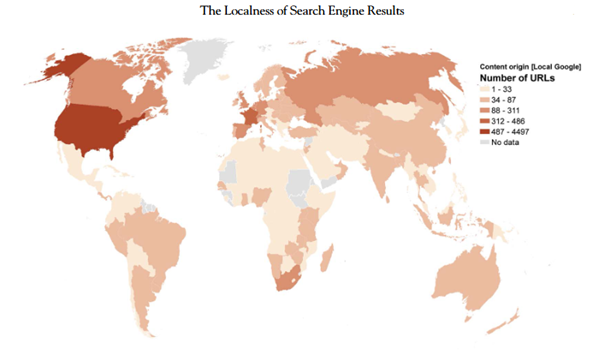 The Localness of Search Engine Results
Content origin [Local Google]
Number of URLs
1 - 33
34 - 87
88 - 311
312 - 486
487 - 4497
No data